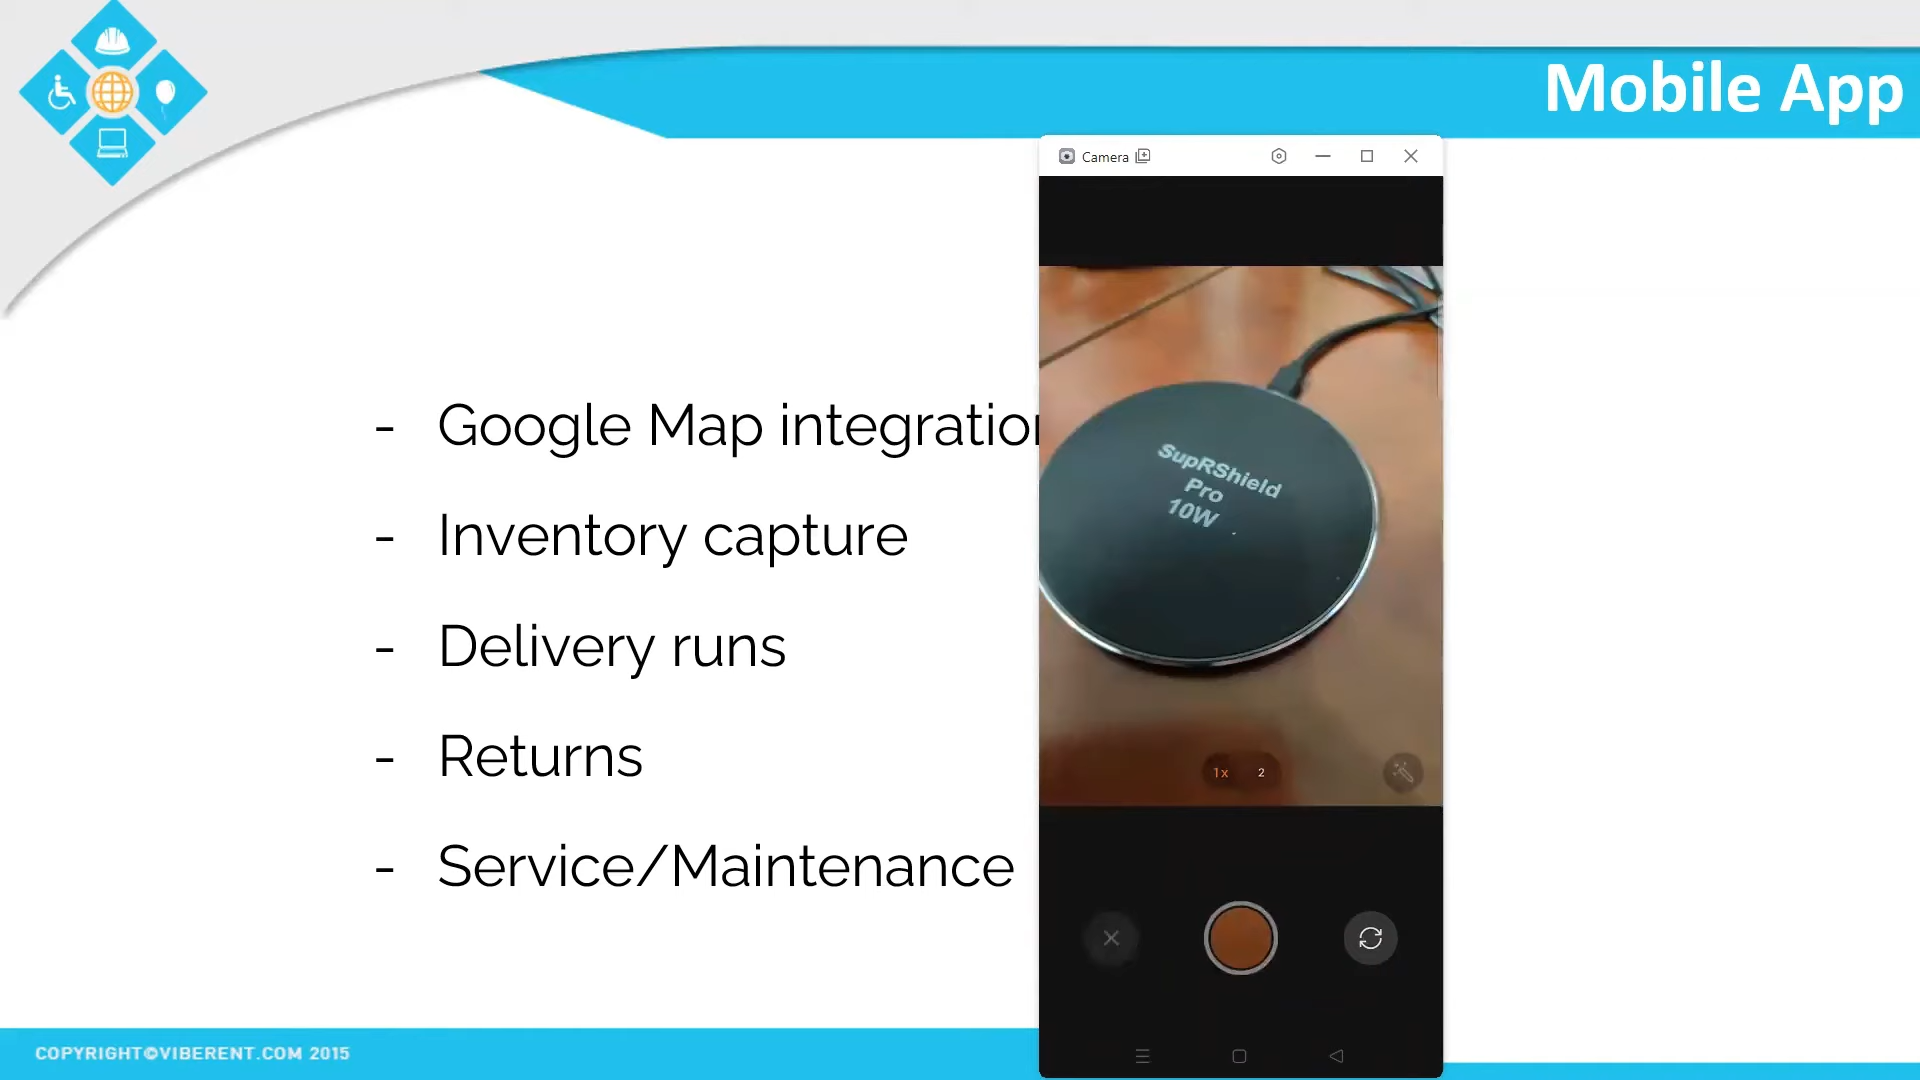 Mobile App
Camera
- Google Map integration
- Inventory capture
- Delivery runs
- Returns
- Service/Maintenance
SupRShield
Pro
10W
1x 2
COPYRIGHT©VIBERENT.COM 2015